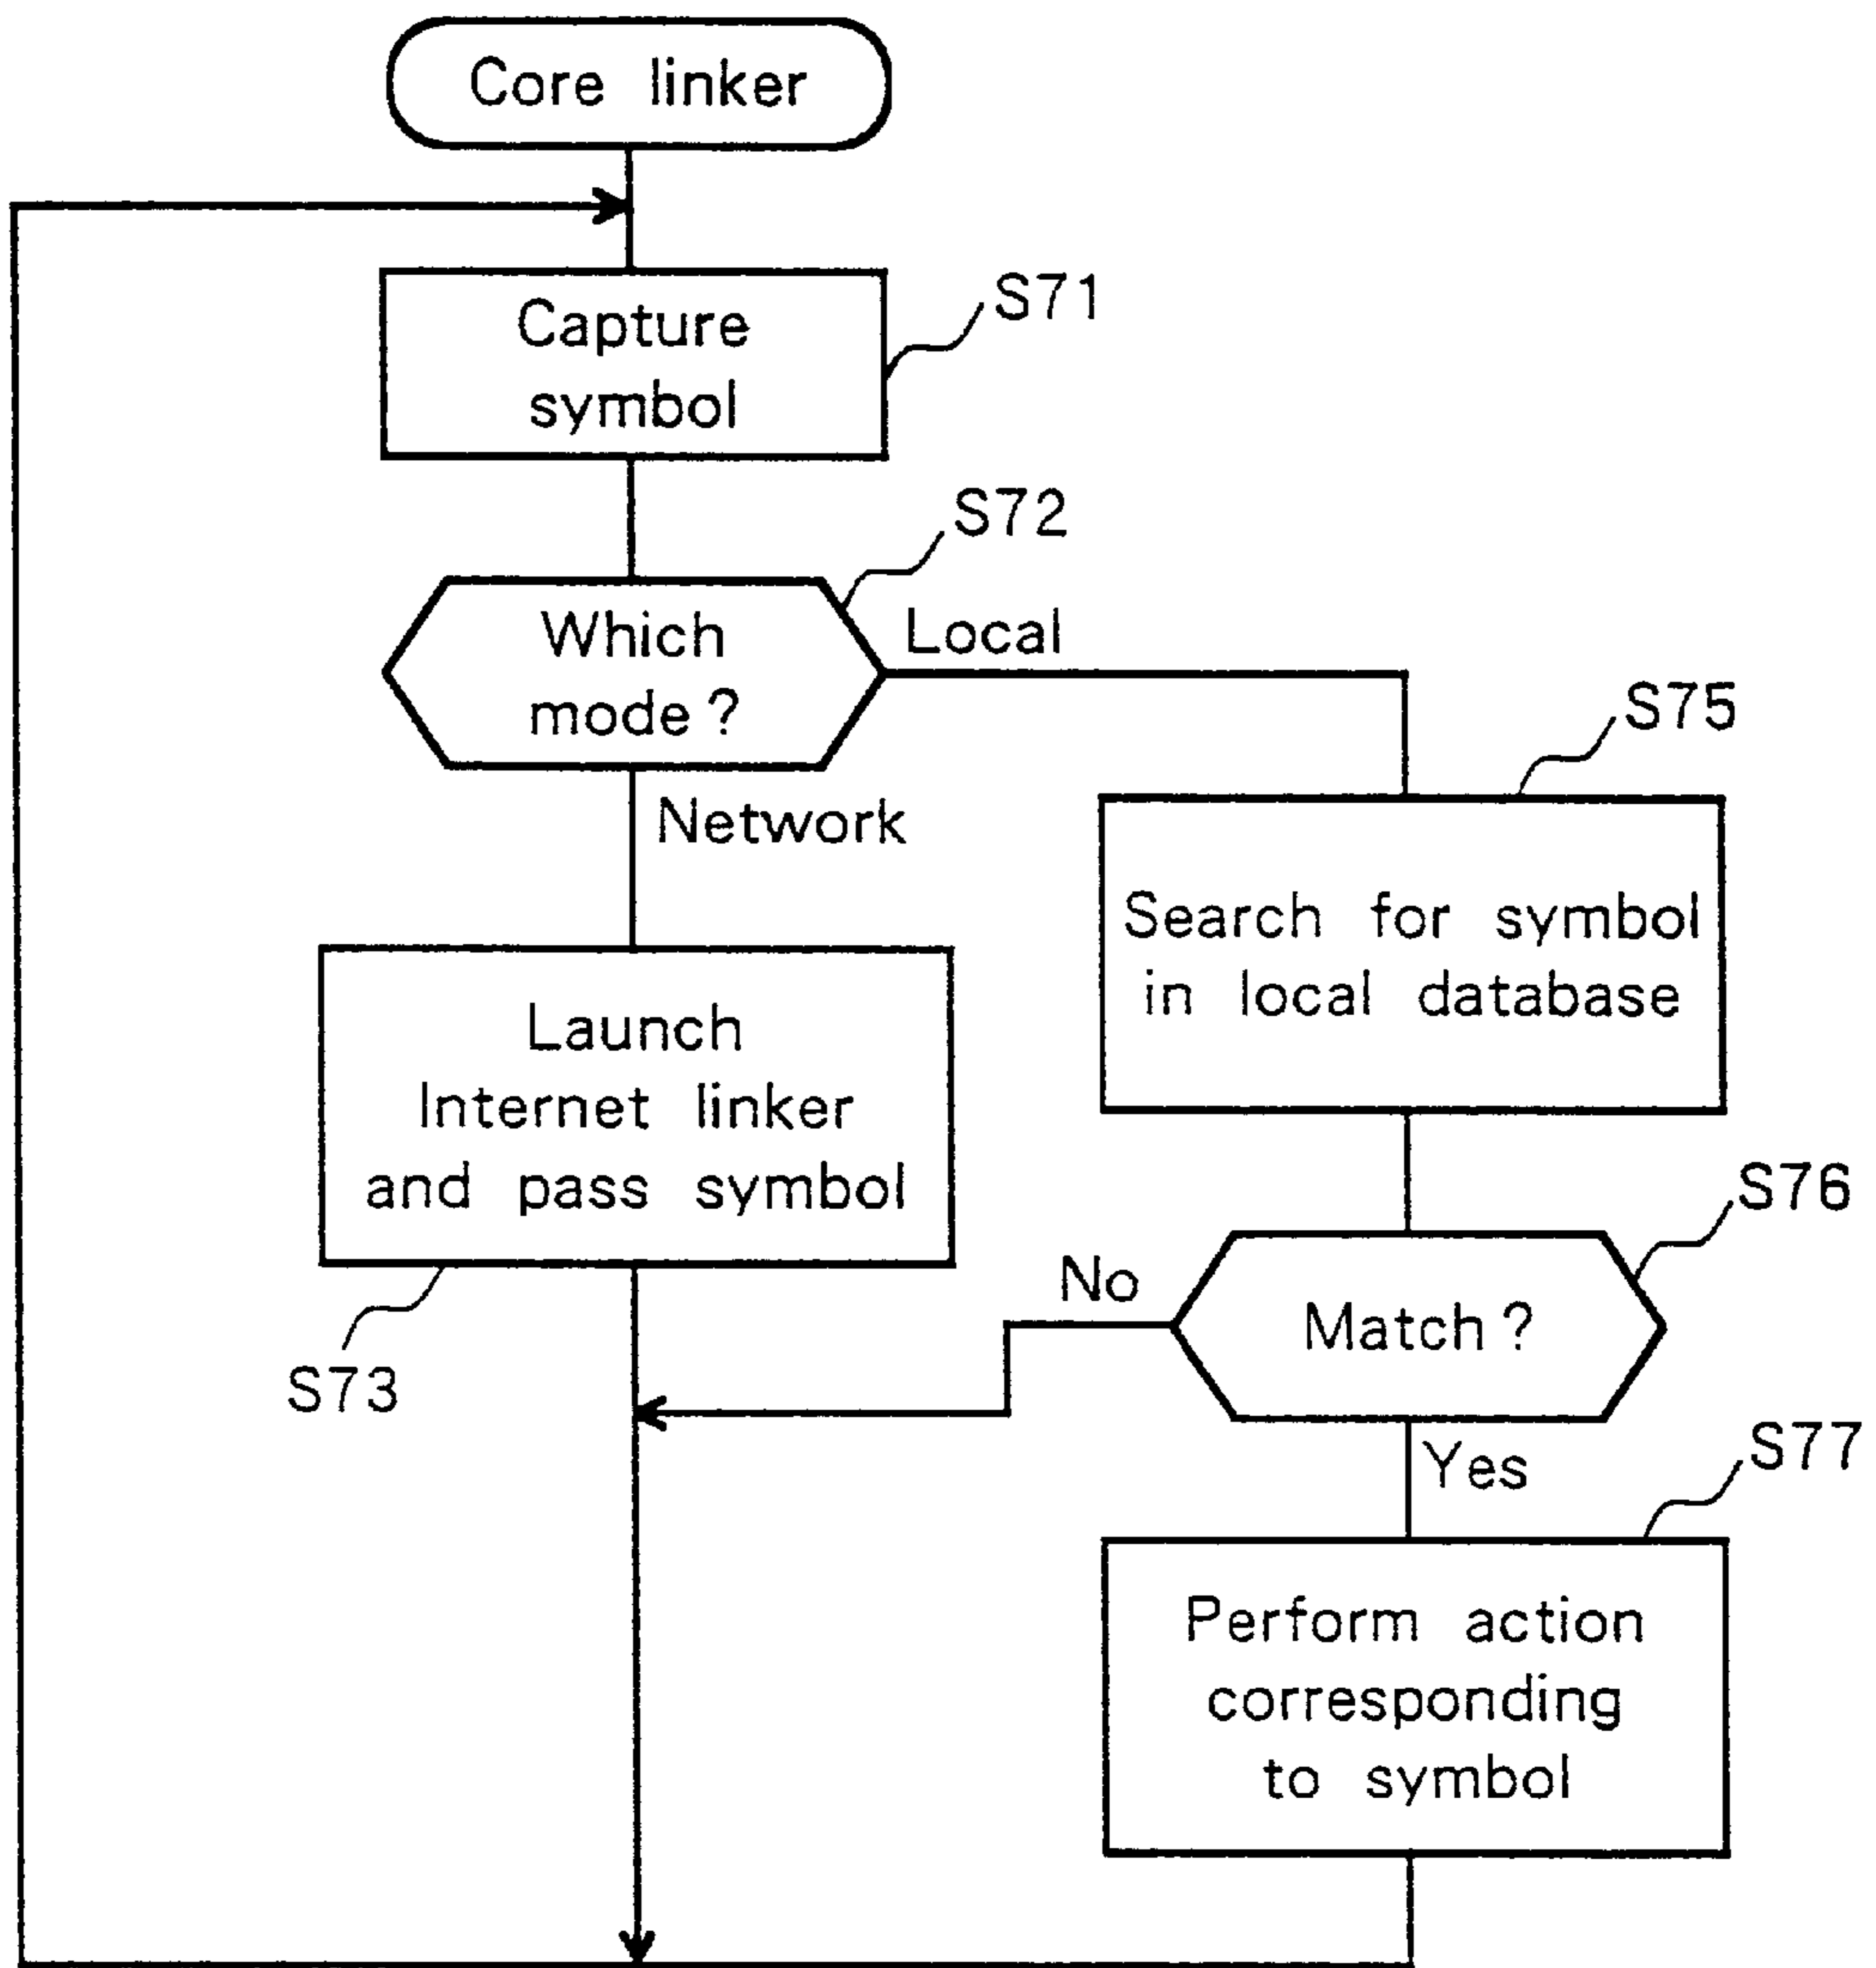 Core linker
S71
Capture
symbol
S72
Which
mode ?
Local
Network
S75
Search for symbol
in local database
Launch
Internet linker
and pass symbol
S73
S76
No
Match ?
Yes
S77
Perform action
corresponding
to symbol